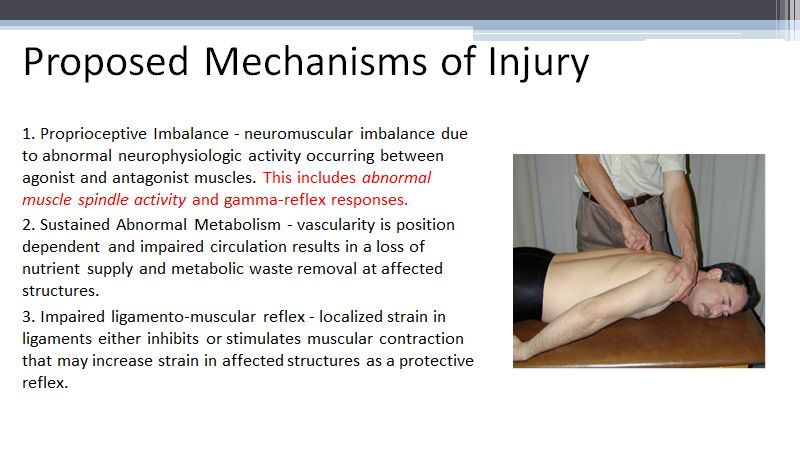 Proposed Mechanisms of Injury
1. Proprioceptive Imbalance - neuromuscular imbalance due
to abnormal neurophysiologic activity occurring between
agonist and antagonist muscles. This includes abnormal
muscle spindle activity and gamma-reflex responses.
2. Sustained Abnormal Metabolism - vascularity is position
dependent and impaired circulation results in a loss of
nutrient supply and metabolic waste removal at affected
structures.
3. Impaired ligamento-muscular reflex - localized strain in
ligaments either inhibits or stimulates muscular contraction
that may increase strain in affected structures as a protective
reflex.